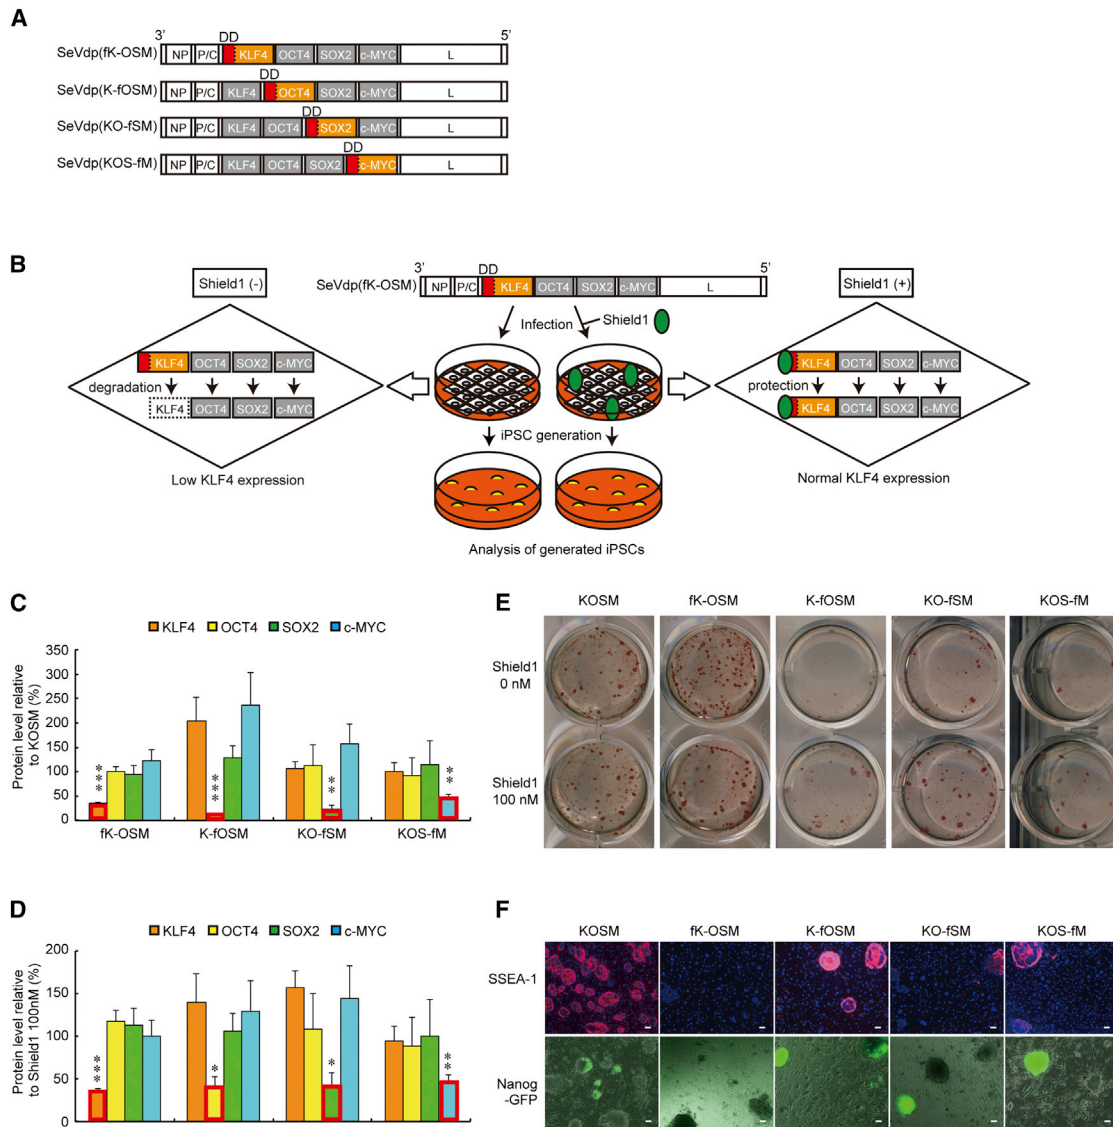 A
3' 5'
DD
SeVdp(fK-OSM) NP P/C KLF4 OCT4 SOX2 c-MYC L
DD
SeVdp(K-fOSM) NP P/C KLF4 OCT4 SOX2 c-MYC L
DD
SeVdp(KO-fSM) NP P/C KLF4 OCT4 SOX2 c-MYC L
DD
SeVdp(KOS-fM) NP P/C KLF4 OCT4 SOX2 c-MYC L
B
Shield1 (-)
3' DD 5'
SeVdp(fK-OSM) NP P/C KLF4 OCT4 SOX2 c-MYC L
Shield1 (+)
Infection Shield1
KLF4 OCT4 SOX2 c-MYC
degradation
KLF4 OCT4 SOX2 c-MYC
Low KLF4 expression
KLF4 OCT4 SOX2 c-MYC
protection
KLF4 OCT4 SOX2 c-MYC
Normal KLF4 expression
iPSC generation
Analysis of generated iPSCs
C
KLF4 OCT4 SOX2 c-MYC
Protein level relative
to KOSM (%)
350
300
250
200
150
100
50
0
*** *** ** **
fK-OSM K-fOSM KO-fSM KOS-fM
D
KLF4 OCT4 SOX2 c-MYC
Protein level relative
to Shield1 100nM (%)
200
150
100
50
0
*** * * **
E
KOSM fK-OSM K-fOSM KO-fSM KOS-fM
Shield1
0 nM
Shield1
100 nM
F
KOSM fK-OSM K-fOSM KO-fSM KOS-fM
SSEA-1
Nanog
-GFP